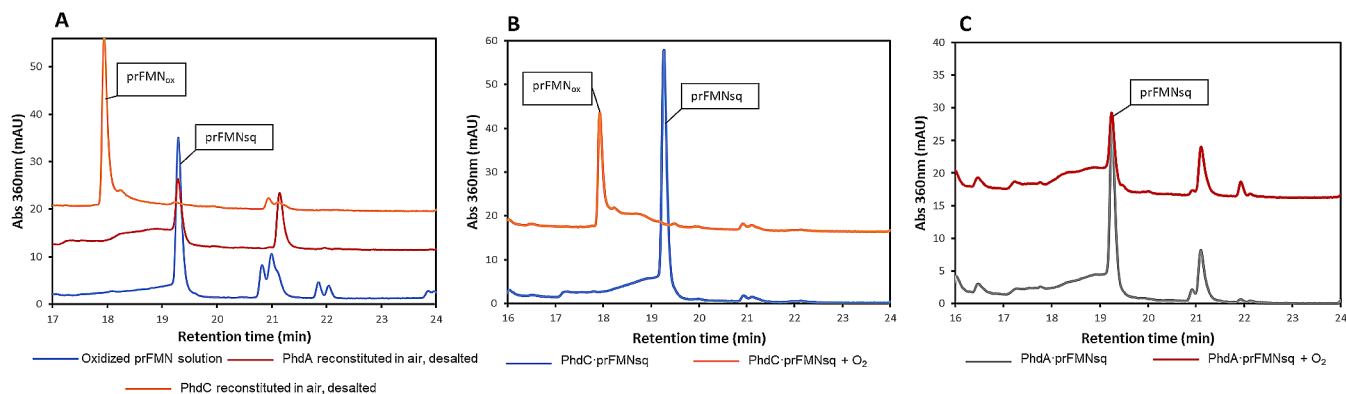 A
B
C
prFMNox
prFMNsq
Abs 360nm (mAU)
50
40
30
20
10
0
17 18 19 20 21 22 23 24
Retention time (min)
Oxidized prFMN solution
PhdA reconstituted in air, desalted
PhdC reconstituted in air, desalted
prFMNox
prFMNsq
Abs 360nm (mAU)
60
50
40
30
20
10
0
16 17 18 19 20 21 22 23 24
Retention time (min)
PhdC·prFMNsq
PhdC·prFMNsq + O2
prFMNsq
Abs 360nm (mAU)
40
35
30
25
20
15
10
5
0
16 17 18 19 20 21 22 23 24
Retention time (min)
PhdA·prFMNsq
PhdA·prFMNsq + O2